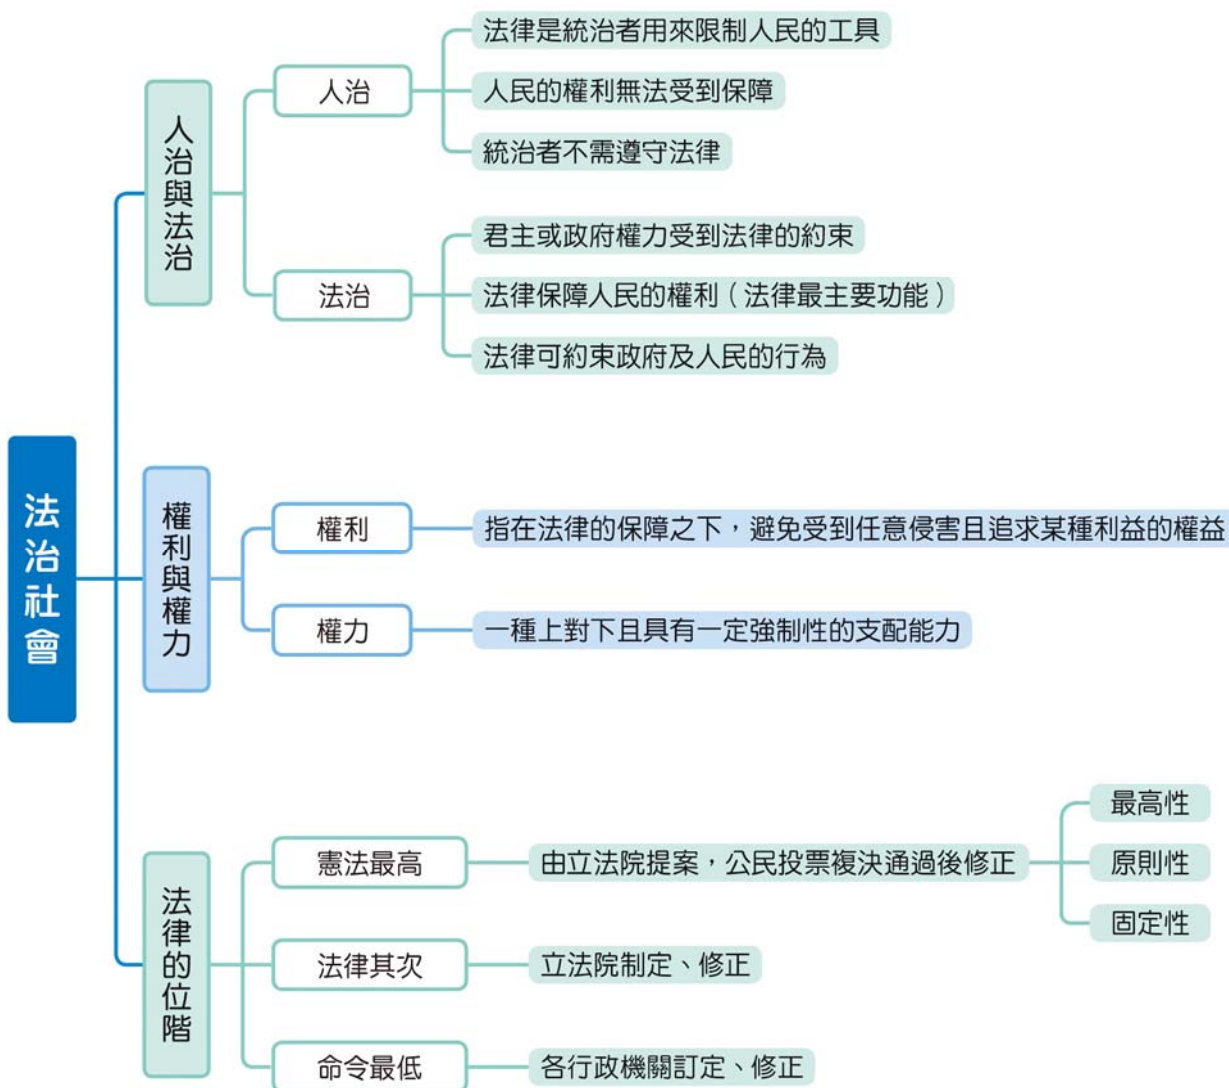 法治社會
人治與法治
人治
法律是統治者用來限制人民的工具
人民的權利無法受到保障
統治者不需遵守法律
法治
君主或政府權力受到法律的約束
法律保障人民的權利（法律最主要功能）
法律可約束政府及人民的行為
權利與權力
權利
指在法律的保障之下，避免受到任意侵害且追求某種利益的權益
權力
一種上對下且具有一定強制性的支配能力
法律的位階
憲法最高
由立法院提案，公民投票複決通過後修正
最高性
原則性
固定性
法律其次
立法院制定、修正
命令最低
各行政機關訂定、修正